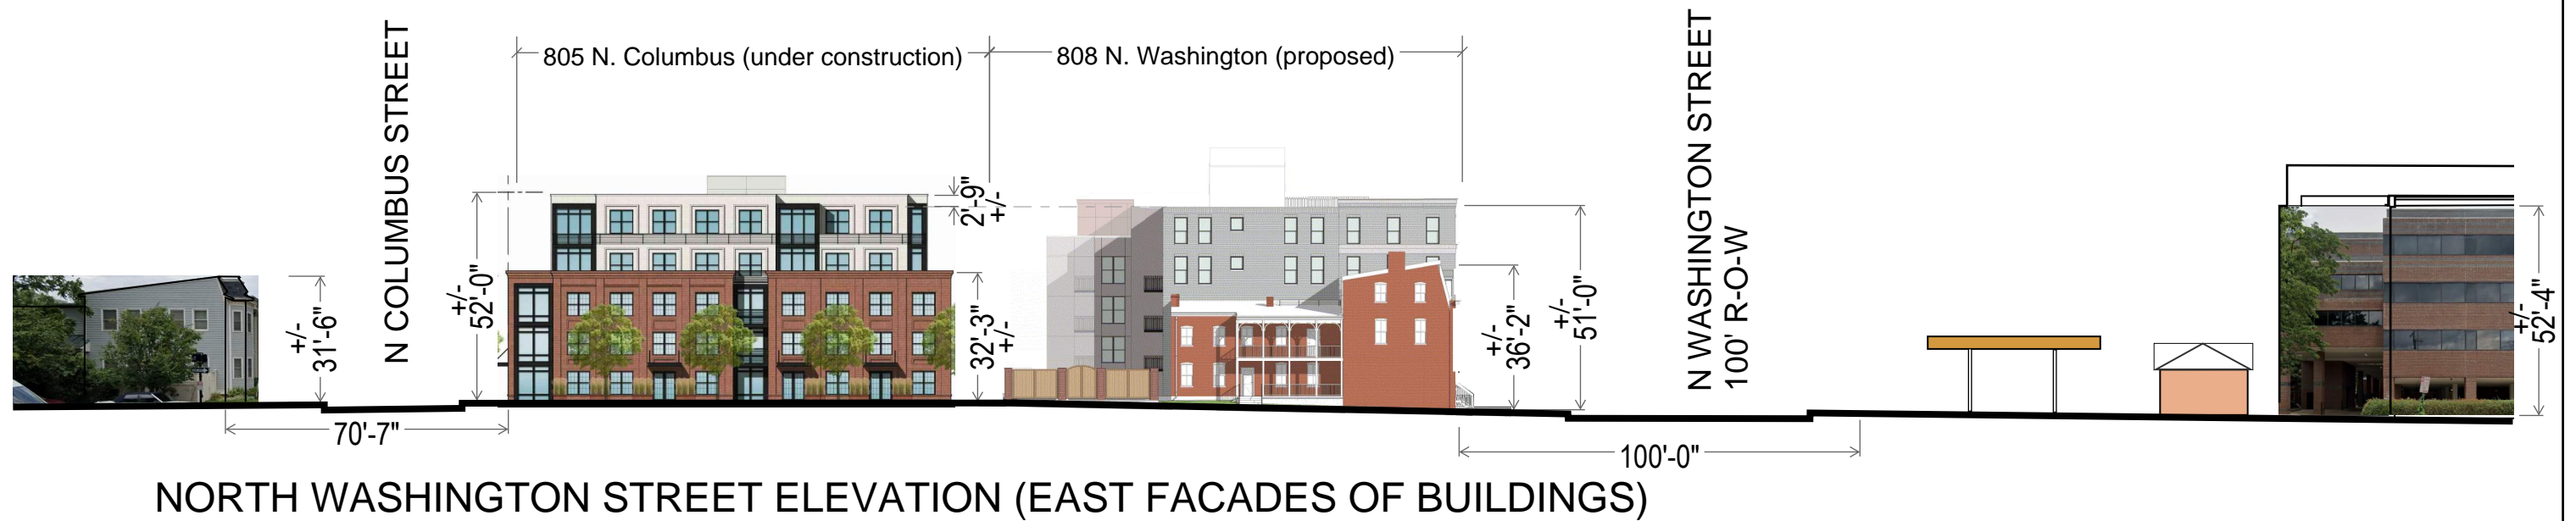 N COLUMBUS STREET
805 N. Columbus (under construction)
808 N. Washington (proposed)
N WASHINGTON STREET
100' R-O-W
+/-
31'-6"
+/-
52'-0"
2'-9"
+/-
32'-3"
+/-
+/-
36'-2"
+/-
51'-0"
+/-
52'-4"
70'-7"
100'-0"
NORTH WASHINGTON STREET ELEVATION (EAST FACADES OF BUILDINGS)